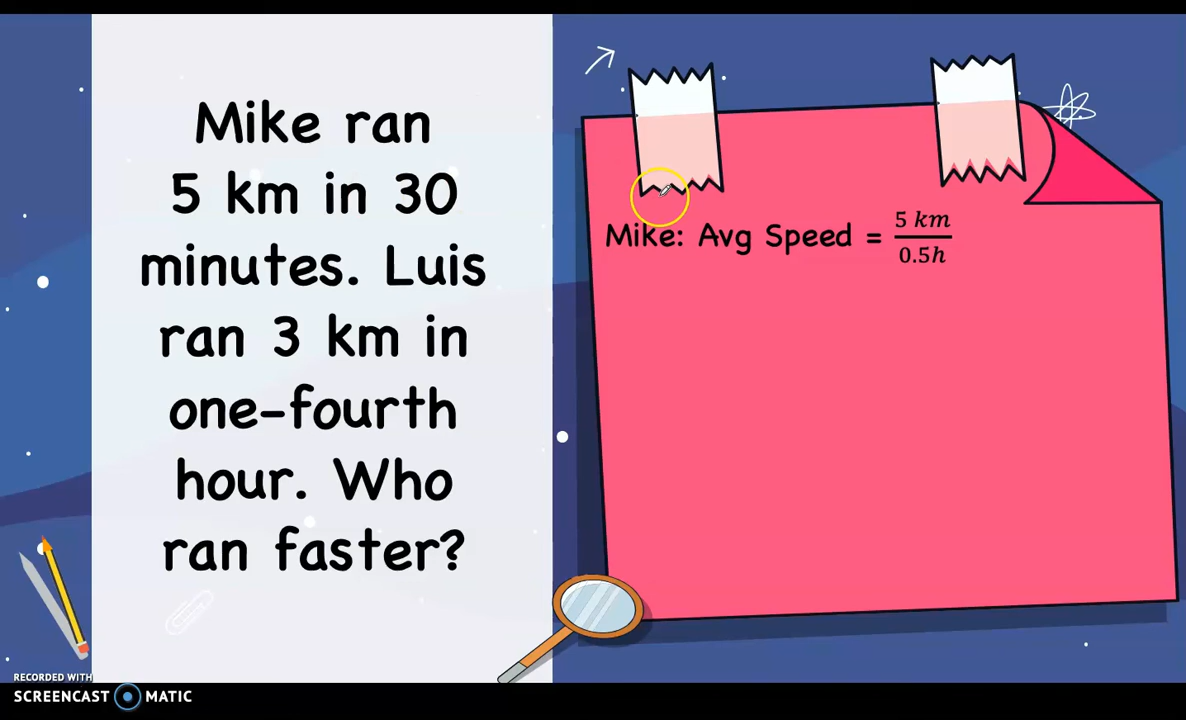 Mike ran
5 km in 30
minutes. Luis
ran 3 km in
one-fourth
hour. Who
ran faster?
Mike: Avg Speed = 5 km / 0.5h
RECORDED WITH
SCREENCAST MATIC